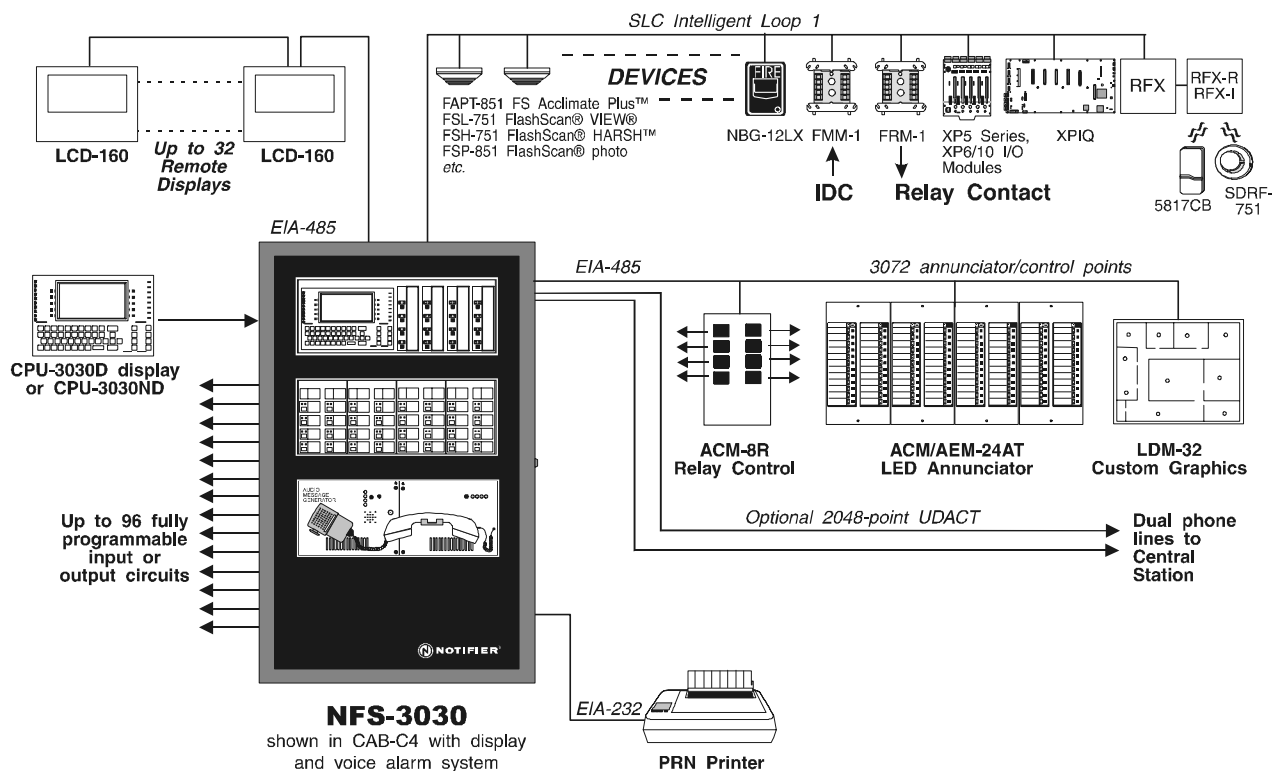 SLC Intelligent Loop 1
LCD-160
Up to 32
Remote
Displays
LCD-160
EIA-485
DEVICES
FAPT-851 FS Acclimate Plus™
FSL-751 FlashScan® VIEW®
FSH-751 FlashScan® HARSH™
FSP-851 FlashScan® photo
etc.
FIRE
NBG-12LX
FMM-1
IDC
FRM-1
Relay Contact
XP5 Series,
XP6/10 I/O
Modules
XPIQ
RFX
RFX-R
RFX-I
5817CB
SDRF-
751
CPU-3030D display
or CPU-3030ND
EIA-485
3072 annunciator/control points
ACM-8R
Relay Control
ACM/AEM-24AT
LED Annunciator
LDM-32
Custom Graphics
AUDIO
MESSAGE
GENERATOR
Up to 96 fully
programmable
input or
output circuits
Optional 2048-point UDACT
Dual phone
lines to
Central
Station
N NOTIFIER®
EIA-232
PRN Printer
NFS-3030
shown in CAB-C4 with display
and voice alarm system